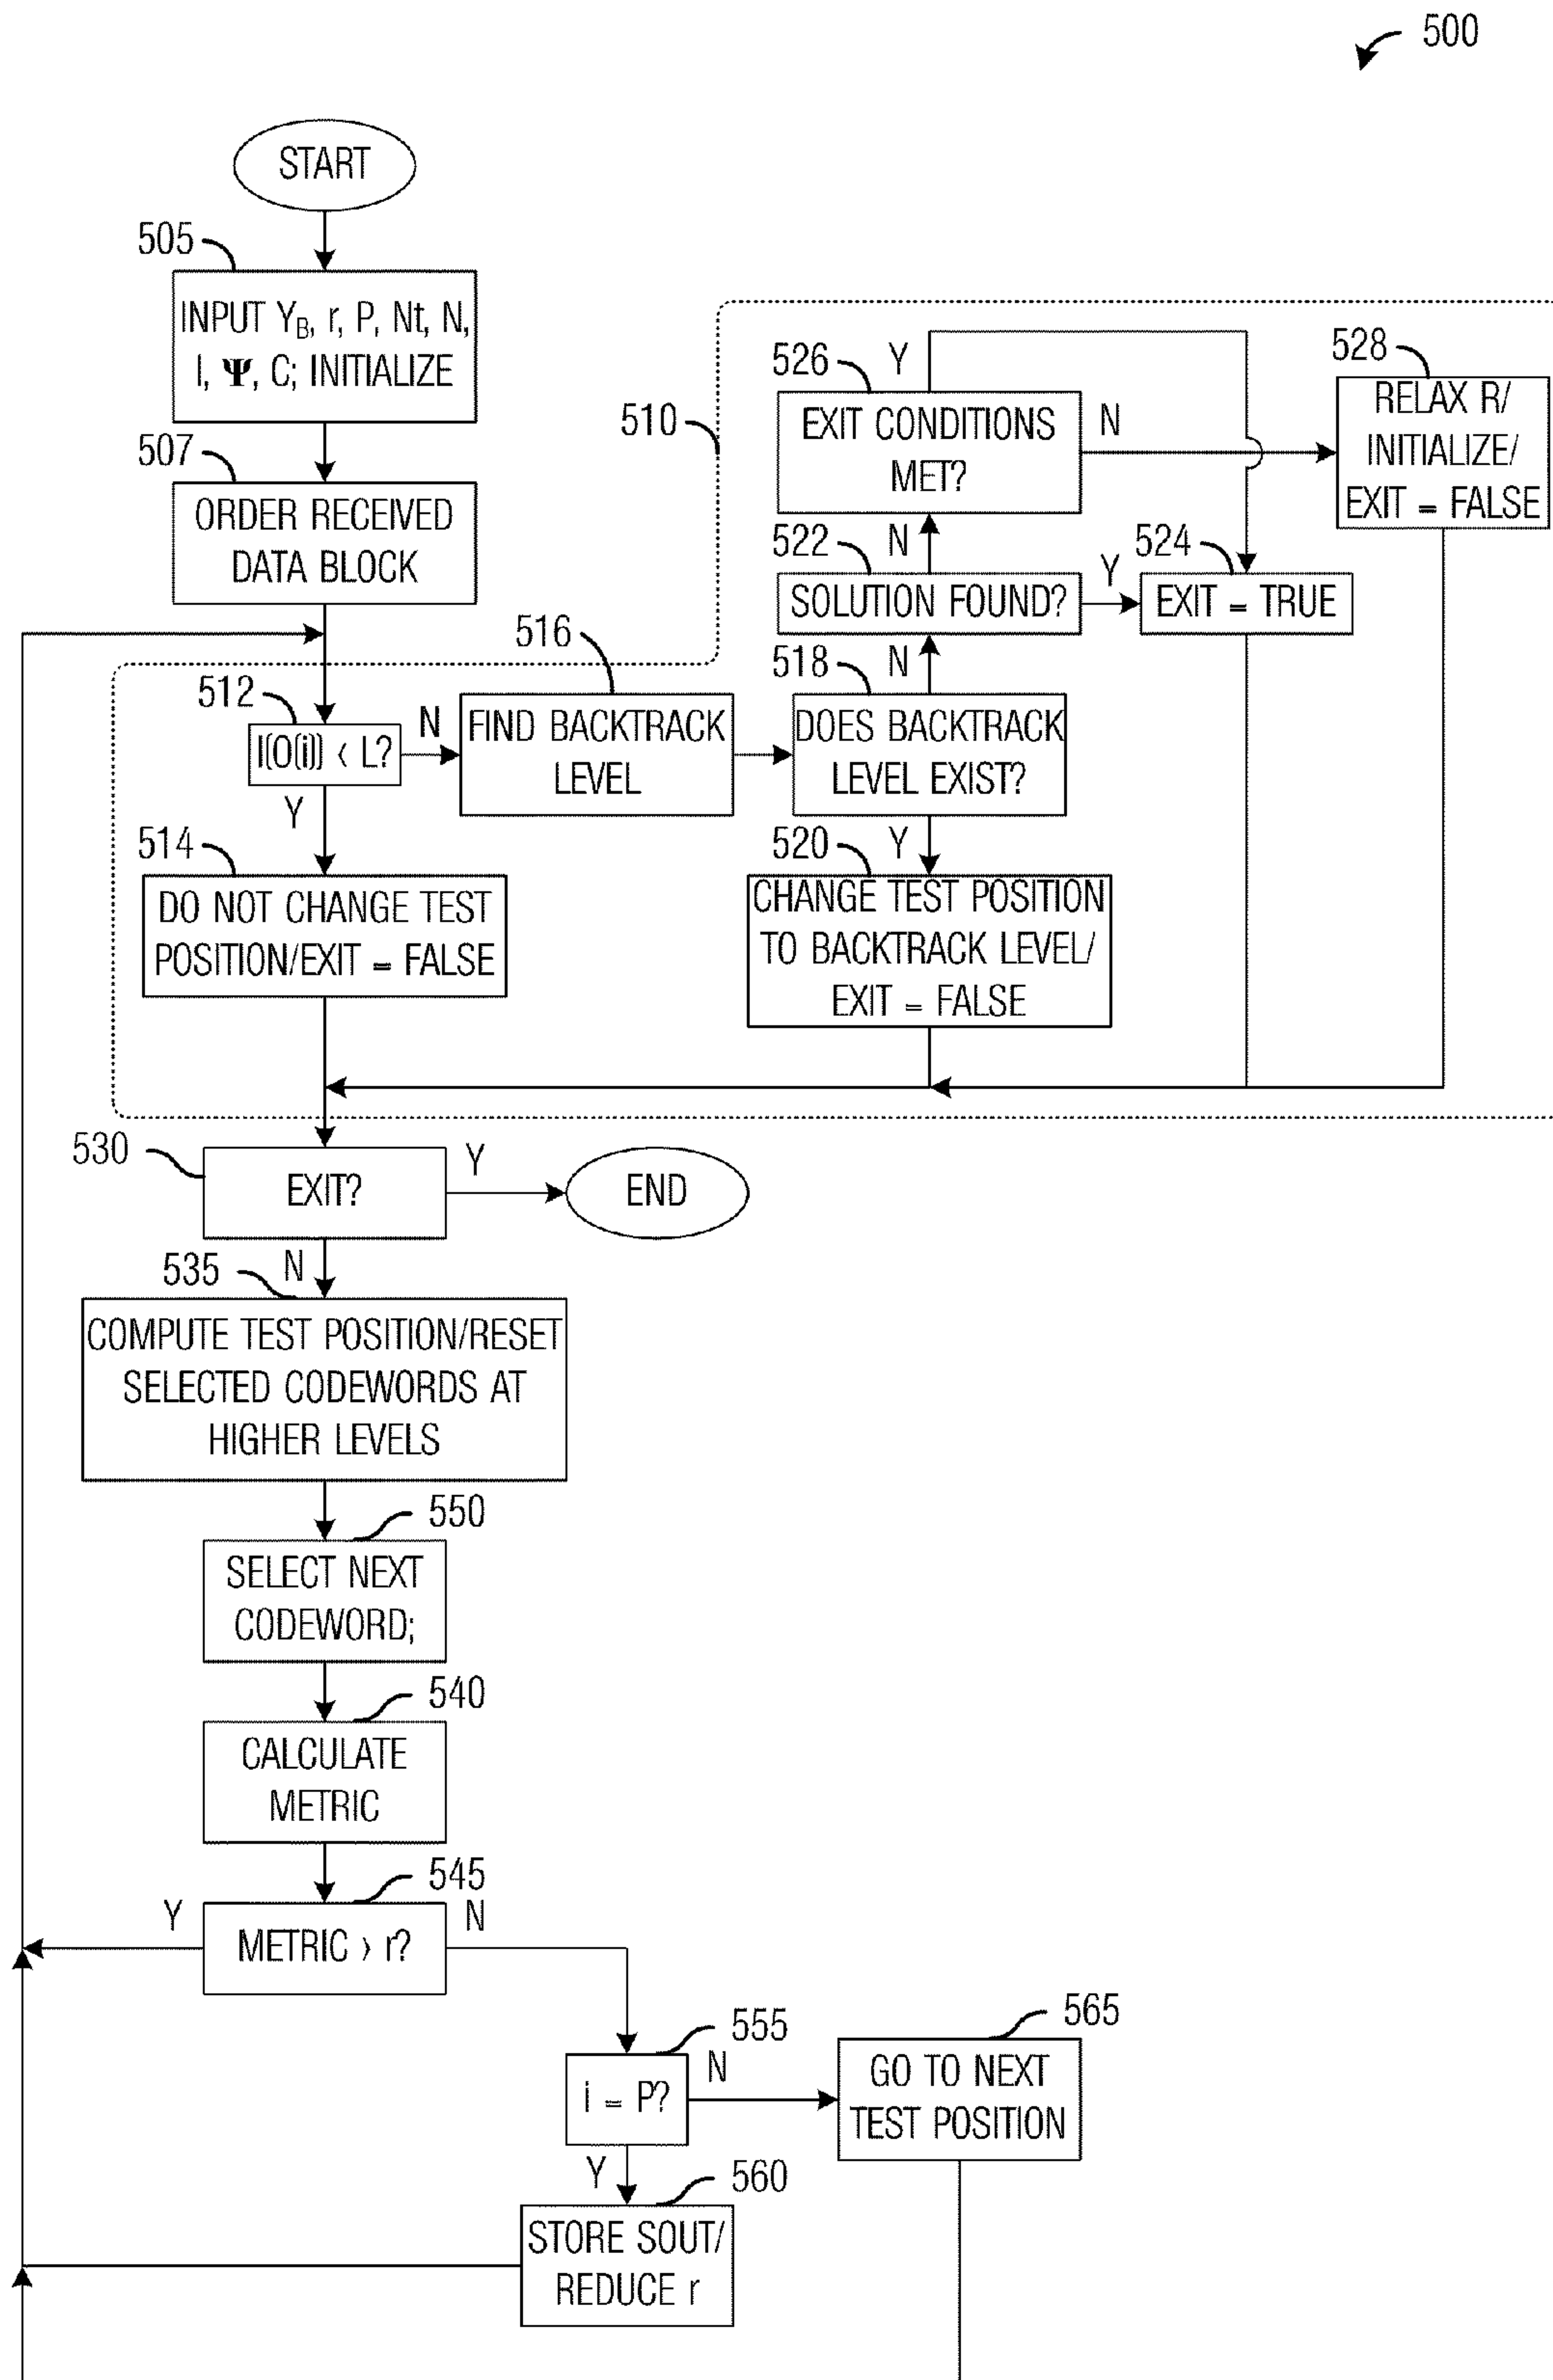 500
START
505
INPUT Y_B, r, P, Nt, N,
I, Ψ, C; INITIALIZE
507
ORDER RECEIVED
DATA BLOCK
510
512
I(O(i)) < L?
N
Y
514
DO NOT CHANGE TEST
POSITION/EXIT = FALSE
516
FIND BACKTRACK
LEVEL
518
DOES BACKTRACK
LEVEL EXIST?
N
Y
520
CHANGE TEST POSITION
TO BACKTRACK LEVEL/
EXIT = FALSE
522
SOLUTION FOUND?
N
Y
524
EXIT = TRUE
526
EXIT CONDITIONS
MET?
Y
N
528
RELAX R/
INITIALIZE/
EXIT = FALSE
530
EXIT?
Y
END
N
535
COMPUTE TEST POSITION/RESET
SELECTED CODEWORDS AT
HIGHER LEVELS
550
SELECT NEXT
CODEWORD;
540
CALCULATE
METRIC
545
METRIC > r?
Y
N
555
i = P?
N
Y
565
GO TO NEXT
TEST POSITION
560
STORE SOUT/
REDUCE r